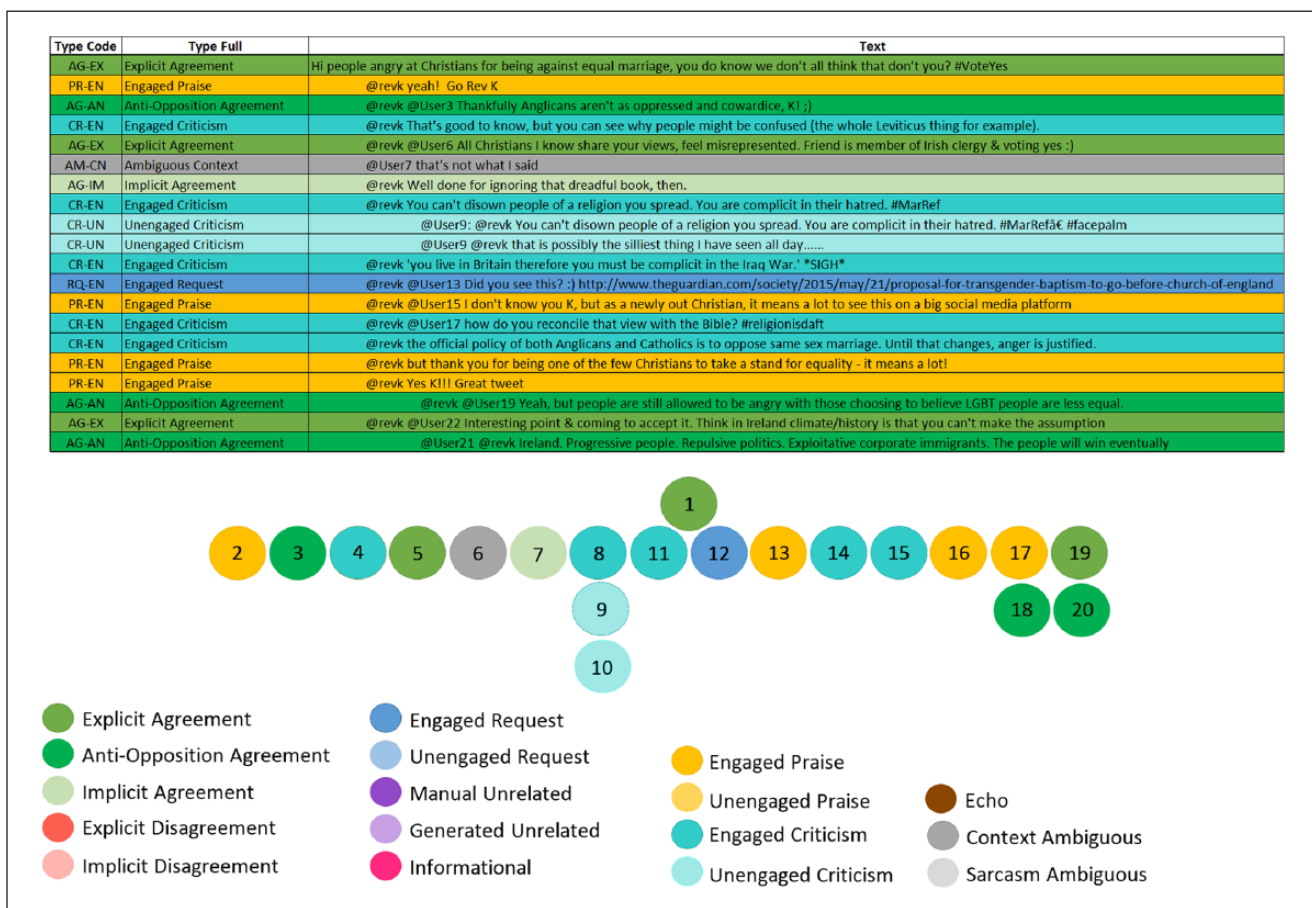 Type Code Type Full Text
AG-EX Explicit Agreement Hi people angry at Christians for being against equal marriage, you do know we don't all think that don't you? #VoteYes
PR-EN Engaged Praise @revk yeah! Go Rev K
AG-AN Anti-Opposition Agreement @revk @User3 Thankfully Anglicans aren't as oppressed and cowardice, K! ;)
CR-EN Engaged Criticism @revk That's good to know, but you can see why people might be confused (the whole Leviticus thing for example).
AG-EX Explicit Agreement @revk @User6 All Christians I know share your views, feel misrepresented. Friend is member of Irish clergy & voting yes :)
AM-CN Ambiguous Context @User7 that's not what I said
AG-IM Implicit Agreement @revk Well done for ignoring that dreadful book, then.
CR-EN Engaged Criticism @revk You can't disown people of a religion you spread. You are complicit in their hatred. #MarRef
CR-UN Unengaged Criticism @User9: @revk You can't disown people of a religion you spread. You are complicit in their hatred. #MarRefâ€ #facepalm
CR-UN Unengaged Criticism @User9 @revk that is possibly the silliest thing I have seen all day......
CR-EN Engaged Criticism @revk 'you live in Britain therefore you must be complicit in the Iraq War.' *SIGH*
RQ-EN Engaged Request @revk @User13 Did you see this? :) http://www.theguardian.com/society/2015/may/21/proposal-for-transgender-baptism-to-go-before-church-of-england
PR-EN Engaged Praise @revk @User15 I don't know you K, but as a newly out Christian, it means a lot to see this on a big social media platform
CR-EN Engaged Criticism @revk @User17 how do you reconcile that view with the Bible? #religionisdaft
CR-EN Engaged Criticism @revk the official policy of both Anglicans and Catholics is to oppose same sex marriage. Until that changes, anger is justified.
PR-EN Engaged Praise @revk but thank you for being one of the few Christians to take a stand for equality - it means a lot!
PR-EN Engaged Praise @revk Yes K!!! Great tweet
AG-AN Anti-Opposition Agreement @revk @User19 Yeah, but people are still allowed to be angry with those choosing to believe LGBT people are less equal.
AG-EX Explicit Agreement @revk @User22 Interesting point & coming to accept it. Think in Ireland climate/history is that you can't make the assumption
AG-AN Anti-Opposition Agreement @User21 @revk Ireland. Progressive people. Repulsive politics. Exploitative corporate immigrants. The people will win eventually
1
2 3 4 5 6 7 8 11 12 13 14 15 16 17 19
9 18 20
10
Explicit Agreement
Anti-Opposition Agreement
Implicit Agreement
Explicit Disagreement
Implicit Disagreement
Engaged Request
Unengaged Request
Manual Unrelated
Generated Unrelated
Informational
Engaged Praise
Unengaged Praise
Engaged Criticism
Unengaged Criticism
Echo
Context Ambiguous
Sarcasm Ambiguous